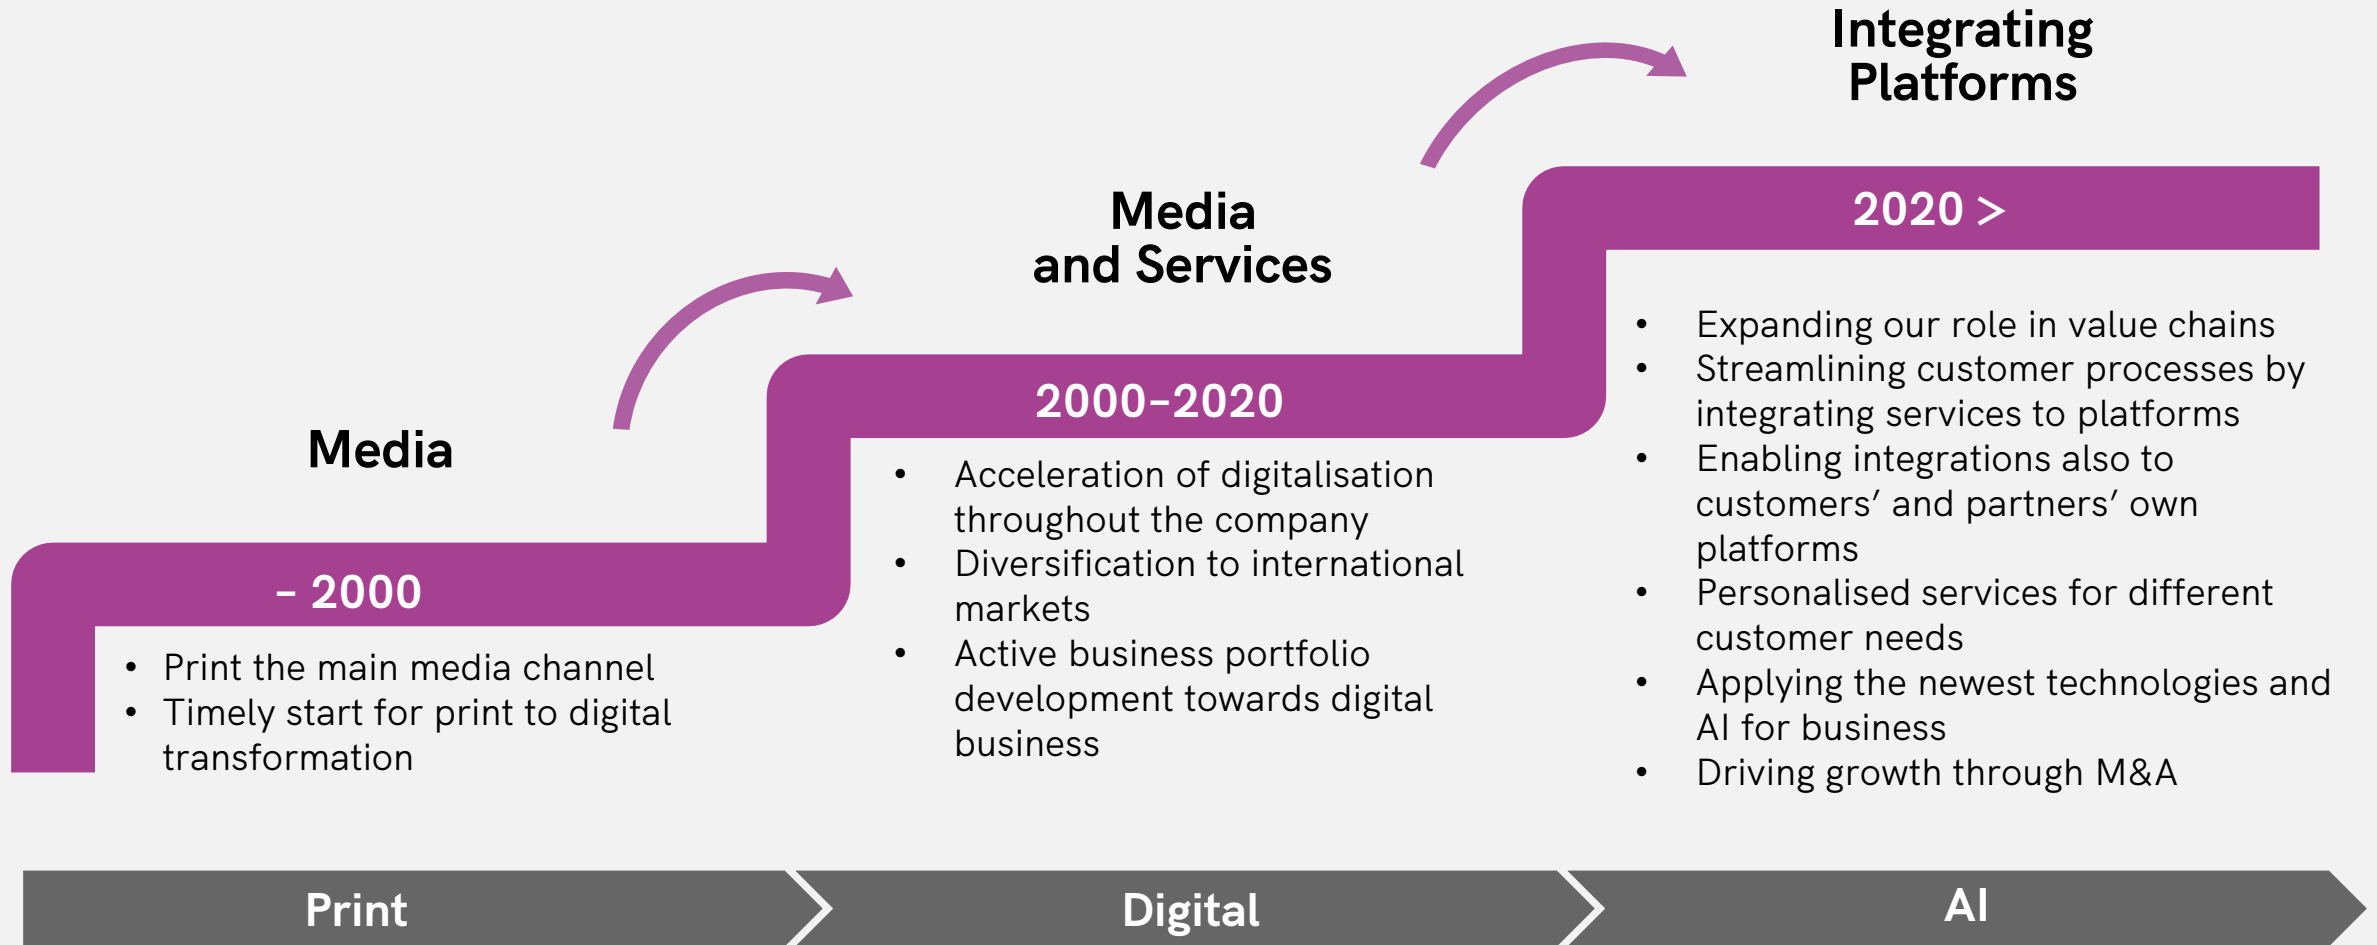 Media
– 2000
• Print the main media channel
• Timely start for print to digital
transformation
Media
and Services
2000–2020
• Acceleration of digitalisation
throughout the company
• Diversification to international
markets
• Active business portfolio
development towards digital
business
Integrating
Platforms
2020 >
• Expanding our role in value chains
• Streamlining customer processes by
integrating services to platforms
• Enabling integrations also to
customers’ and partners’ own
platforms
• Personalised services for different
customer needs
• Applying the newest technologies and
AI for business
• Driving growth through M&A
Print
Digital
AI